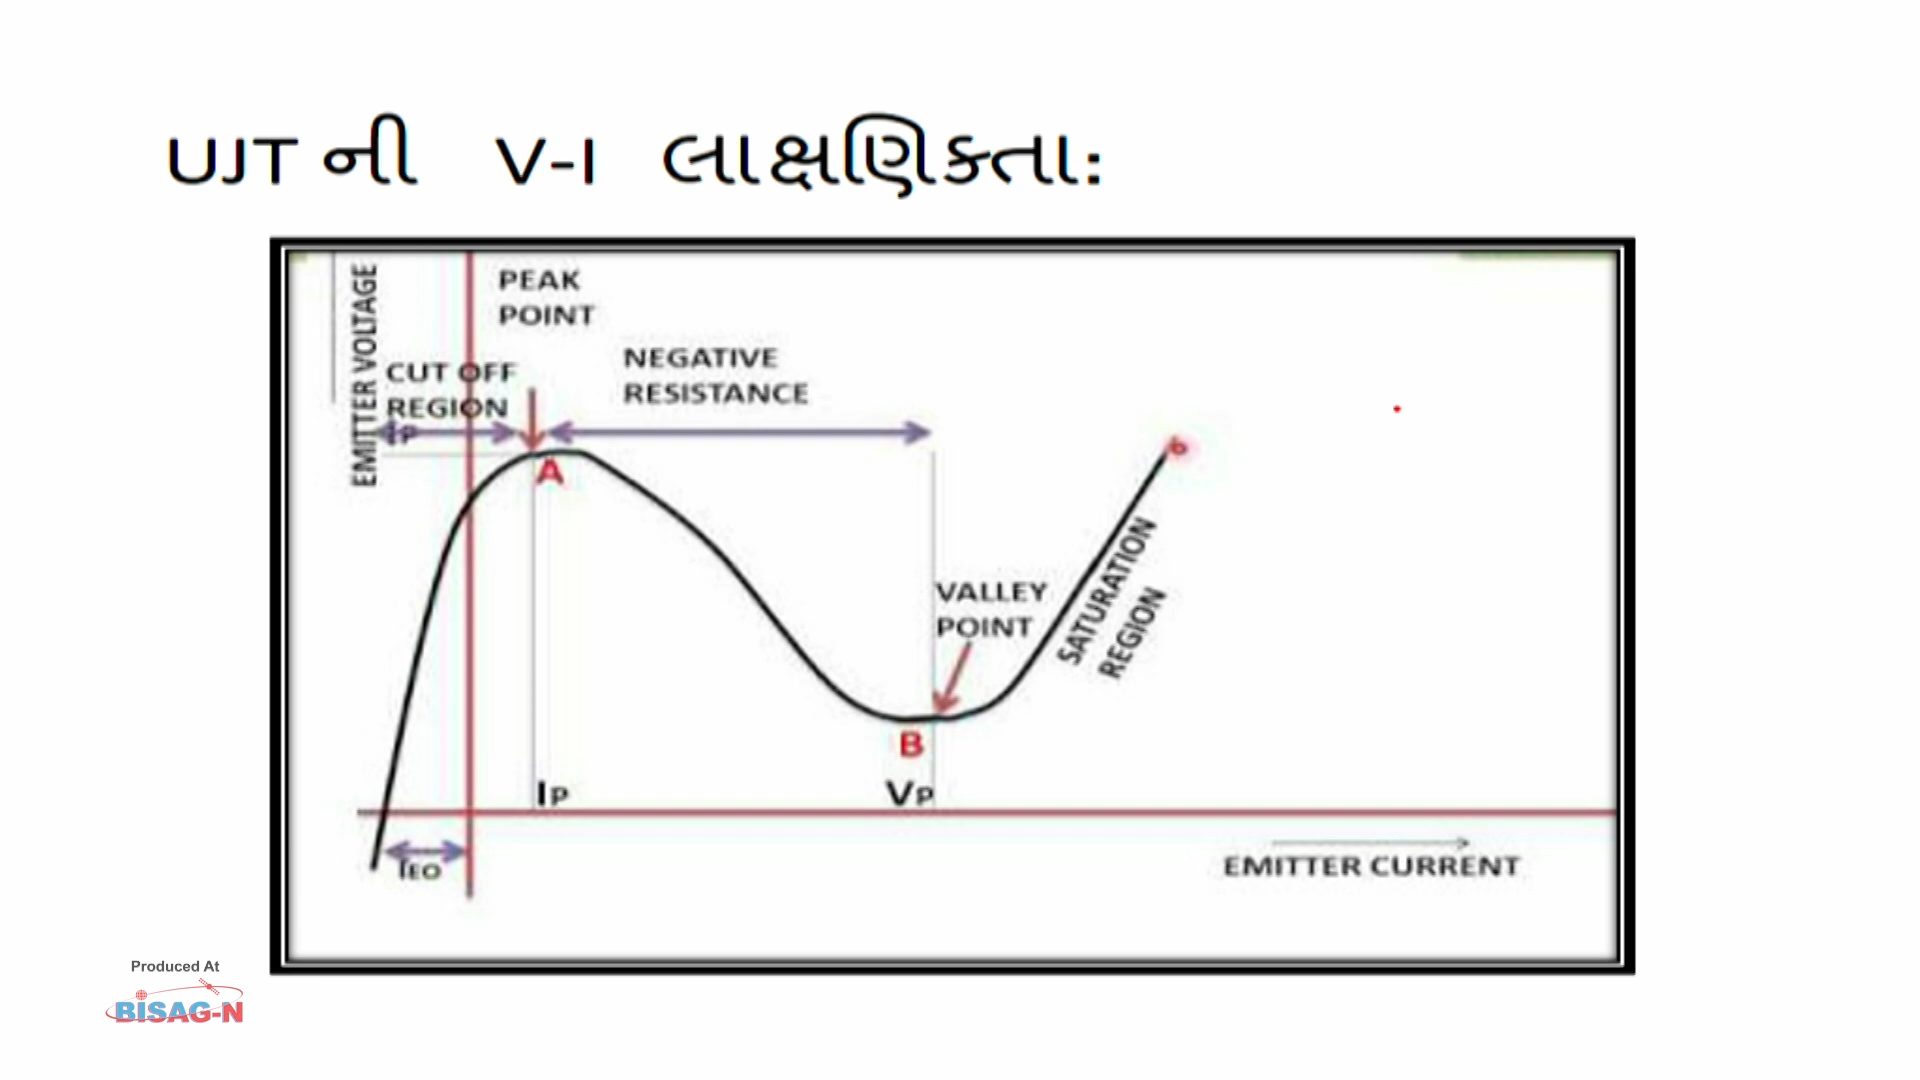 UJT ની V-I લાક્ષણિકતા:
EMITTER VOLTAGE
PEAK
POINT
CUT OFF
REGION
NEGATIVE
RESISTANCE
A
VALLEY
POINT
SATURATION
REGION
B
IP
VP
IEO
EMITTER CURRENT
Produced At
BISAG-N